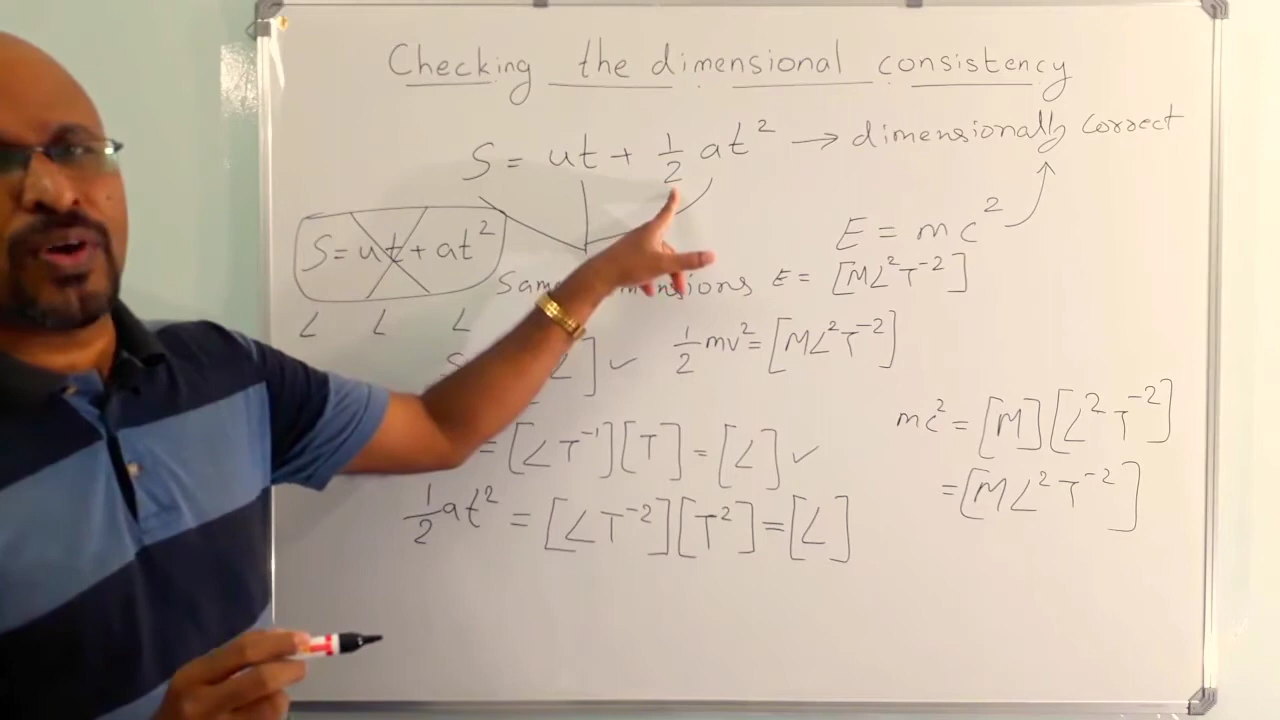 Checking the dimensional consistency
S = ut + 1/2 at² → dimensionally correct
S = ut + at²
E = mc²
Same dimensions
E = [ML²T⁻²]
L L L
1/2 mv² = [ML²T⁻²]
S L] ✓
= [LT⁻¹][T] = [L] ✓
1/2 at² = [LT⁻²][T²] = [L]
mc² = [M][L²T⁻²]
= [ML²T⁻²]